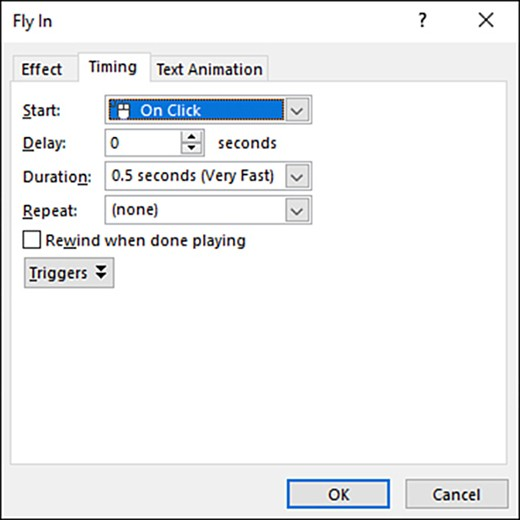 Fly In ?
Effect Timing Text Animation
Start: On Click
Delay: 0 seconds
Duration: 0.5 seconds (Very Fast)
Repeat: (none)
Rewind when done playing
Triggers
OK Cancel